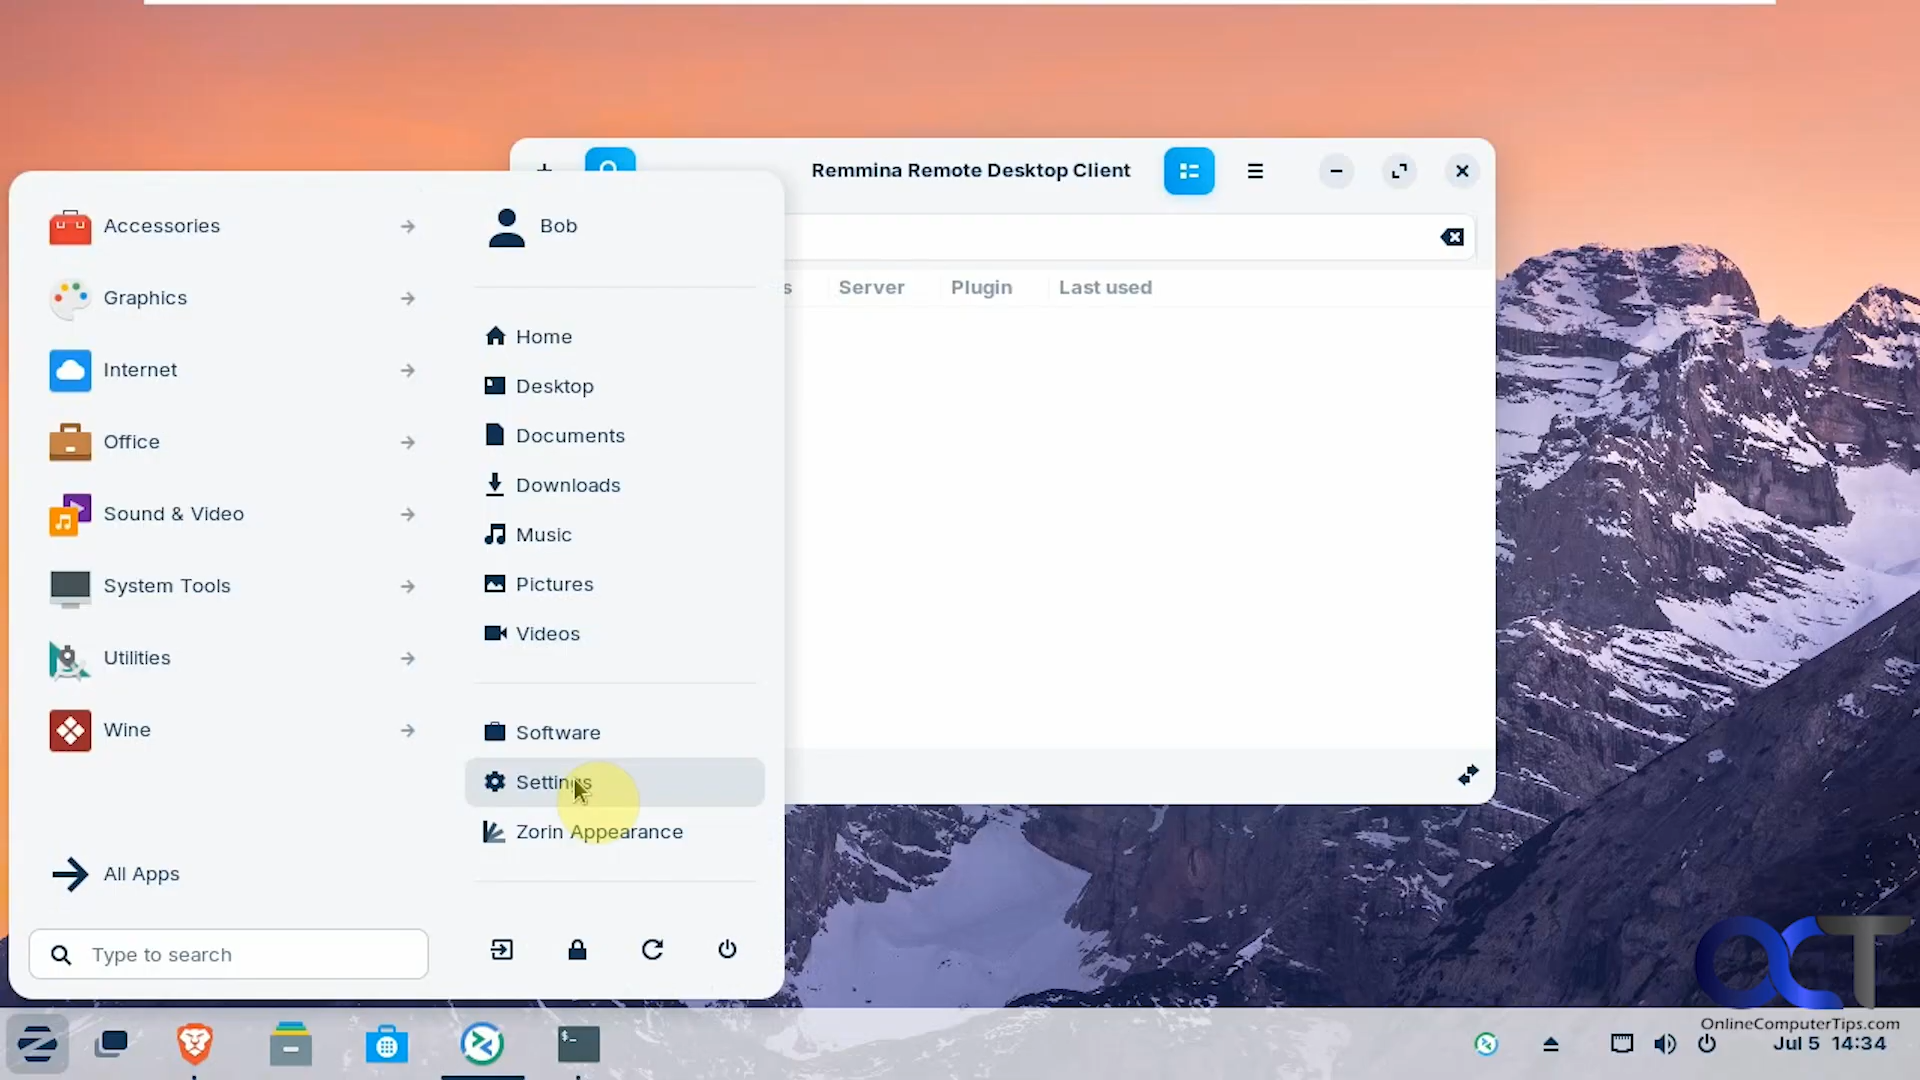 Remmina Remote Desktop Client
Server
Plugin
Last used
Accessories
Graphics
Internet
Office
Sound & Video
System Tools
Utilities
Wine
All Apps
Type to search
Bob
Home
Desktop
Documents
Downloads
Music
Pictures
Videos
Software
Settings
Zorin Appearance
OCT
OnlineComputerTips.com
Jul 5 14:34